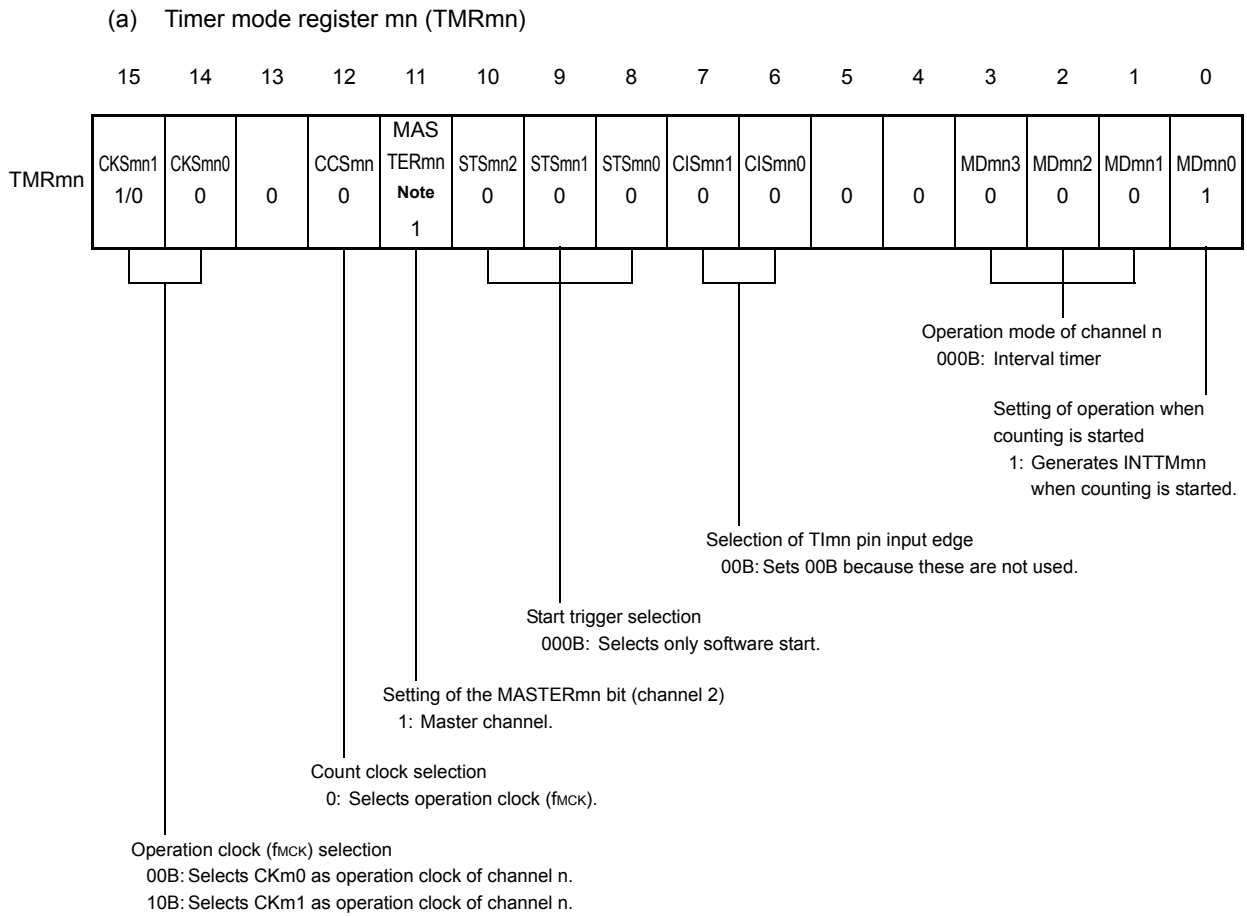 (a) Timer mode register mn (TMRmn)
15 14 13 12 11 10 9 8 7 6 5 4 3 2 1 0
TMRmn
CKSmn1 1/0
CKSmn0 0
0
CCSmn 0
MAS
TERmn
Note
1
STSmn2 0
STSmn1 0
STSmn0 0
CISmn1 0
CISmn0 0
0
0
MDmn3 0
MDmn2 0
MDmn1 0
MDmn0 1
Operation mode of channel n
000B: Interval timer
Setting of operation when
counting is started
1: Generates INTTMmn
when counting is started.
Selection of TImn pin input edge
00B: Sets 00B because these are not used.
Start trigger selection
000B: Selects only software start.
Setting of the MASTERmn bit (channel 2)
1: Master channel.
Count clock selection
0: Selects operation clock (fMCK).
Operation clock (fMCK) selection
00B: Selects CKm0 as operation clock of channel n.
10B: Selects CKm1 as operation clock of channel n.